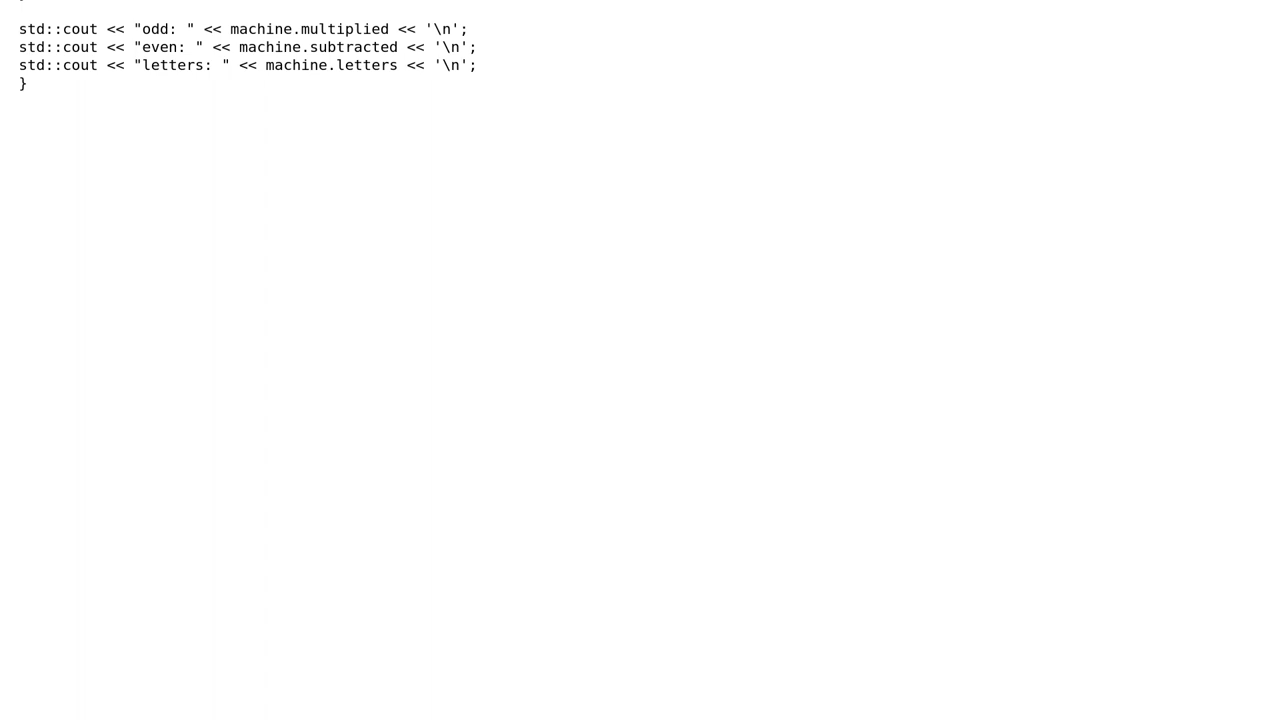 std::cout << "odd: " << machine.multiplied << '\n';
std::cout << "even: " << machine.subtracted << '\n';
std::cout << "letters: " << machine.letters << '\n';
}